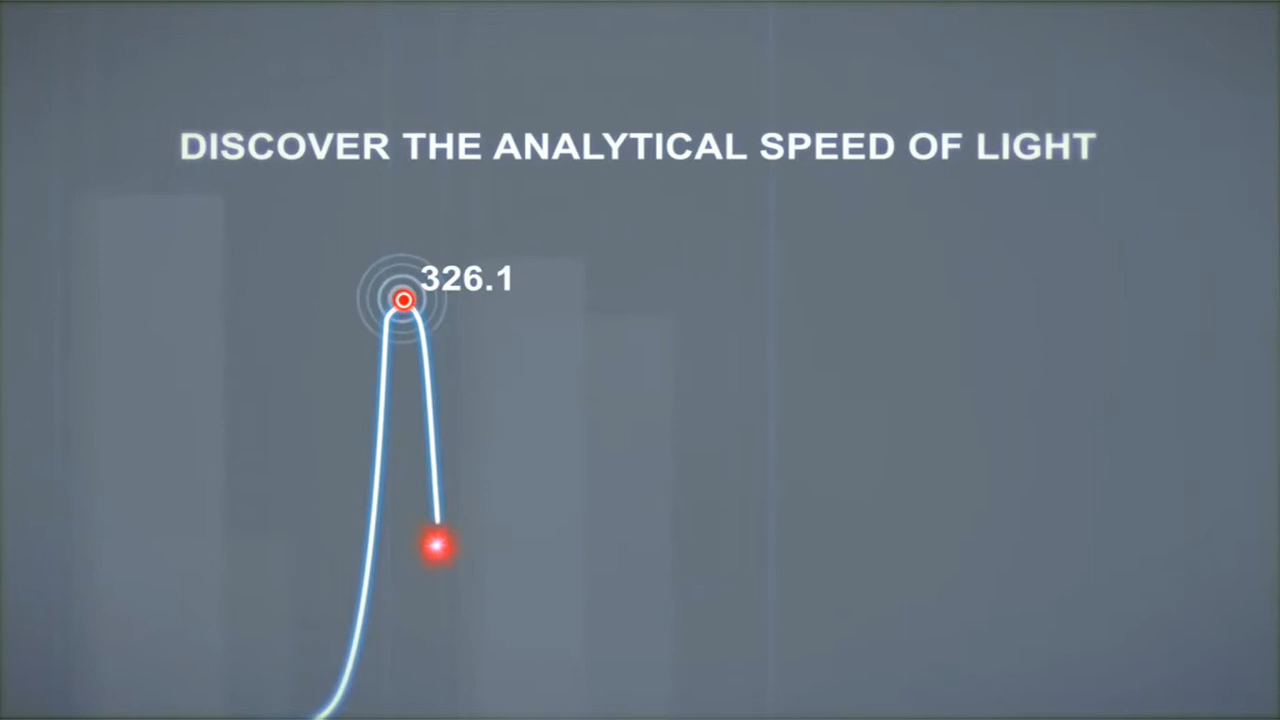 DISCOVER THE ANALYTICAL SPEED OF LIGHT
326.1